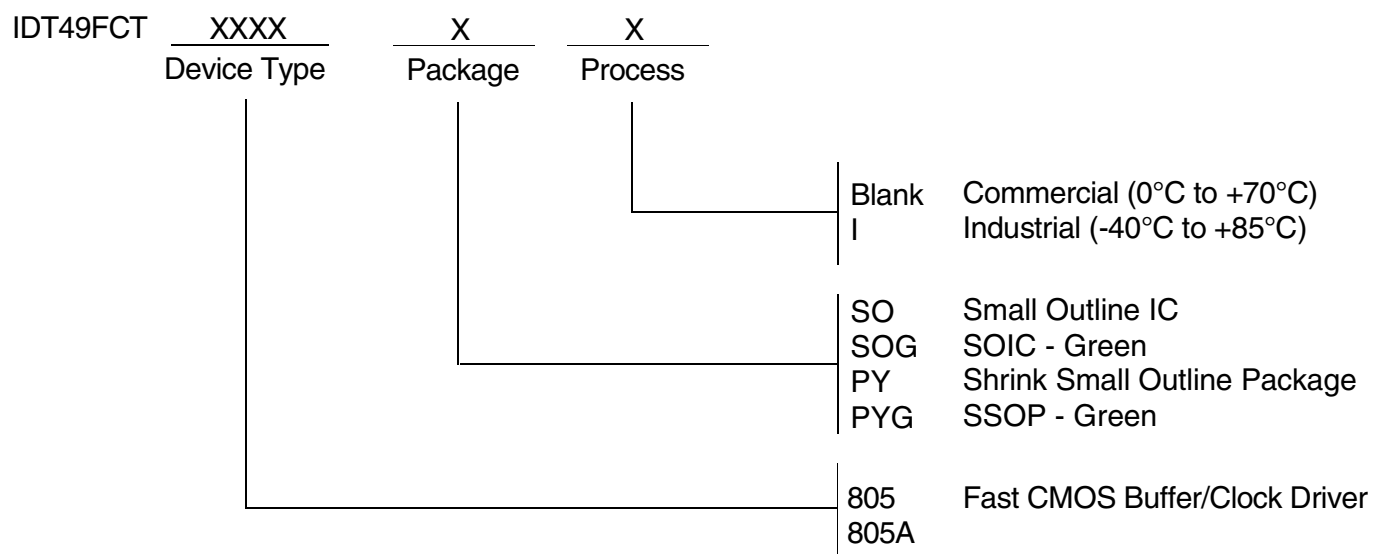 IDT49FCT XXXX X X
Device Type Package Process
Blank Commercial (0°C to +70°C)
I Industrial (-40°C to +85°C)
SO Small Outline IC
SOG SOIC - Green
PY Shrink Small Outline Package
PYG SSOP - Green
805 Fast CMOS Buffer/Clock Driver
805A